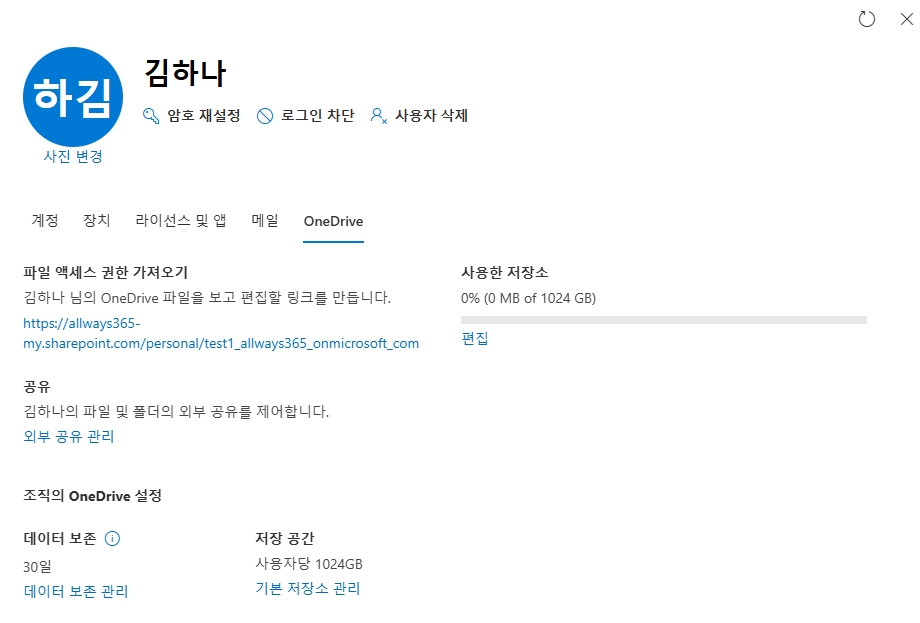 하김
사진 변경
김하나
암호 재설정
로그인 차단
사용자 삭제
계정
장치
라이선스 및 앱
메일
OneDrive
파일 액세스 권한 가져오기
김하나 님의 OneDrive 파일을 보고 편집할 링크를 만듭니다.
https://allways365-
my.sharepoint.com/personal/test1_allways365_onmicrosoft_com
사용한 저장소
0% (0 MB of 1024 GB)
편집
공유
김하나의 파일 및 폴더의 외부 공유를 제어합니다.
외부 공유 관리
조직의 OneDrive 설정
데이터 보존
30일
데이터 보존 관리
저장 공간
사용자당 1024GB
기본 저장소 관리